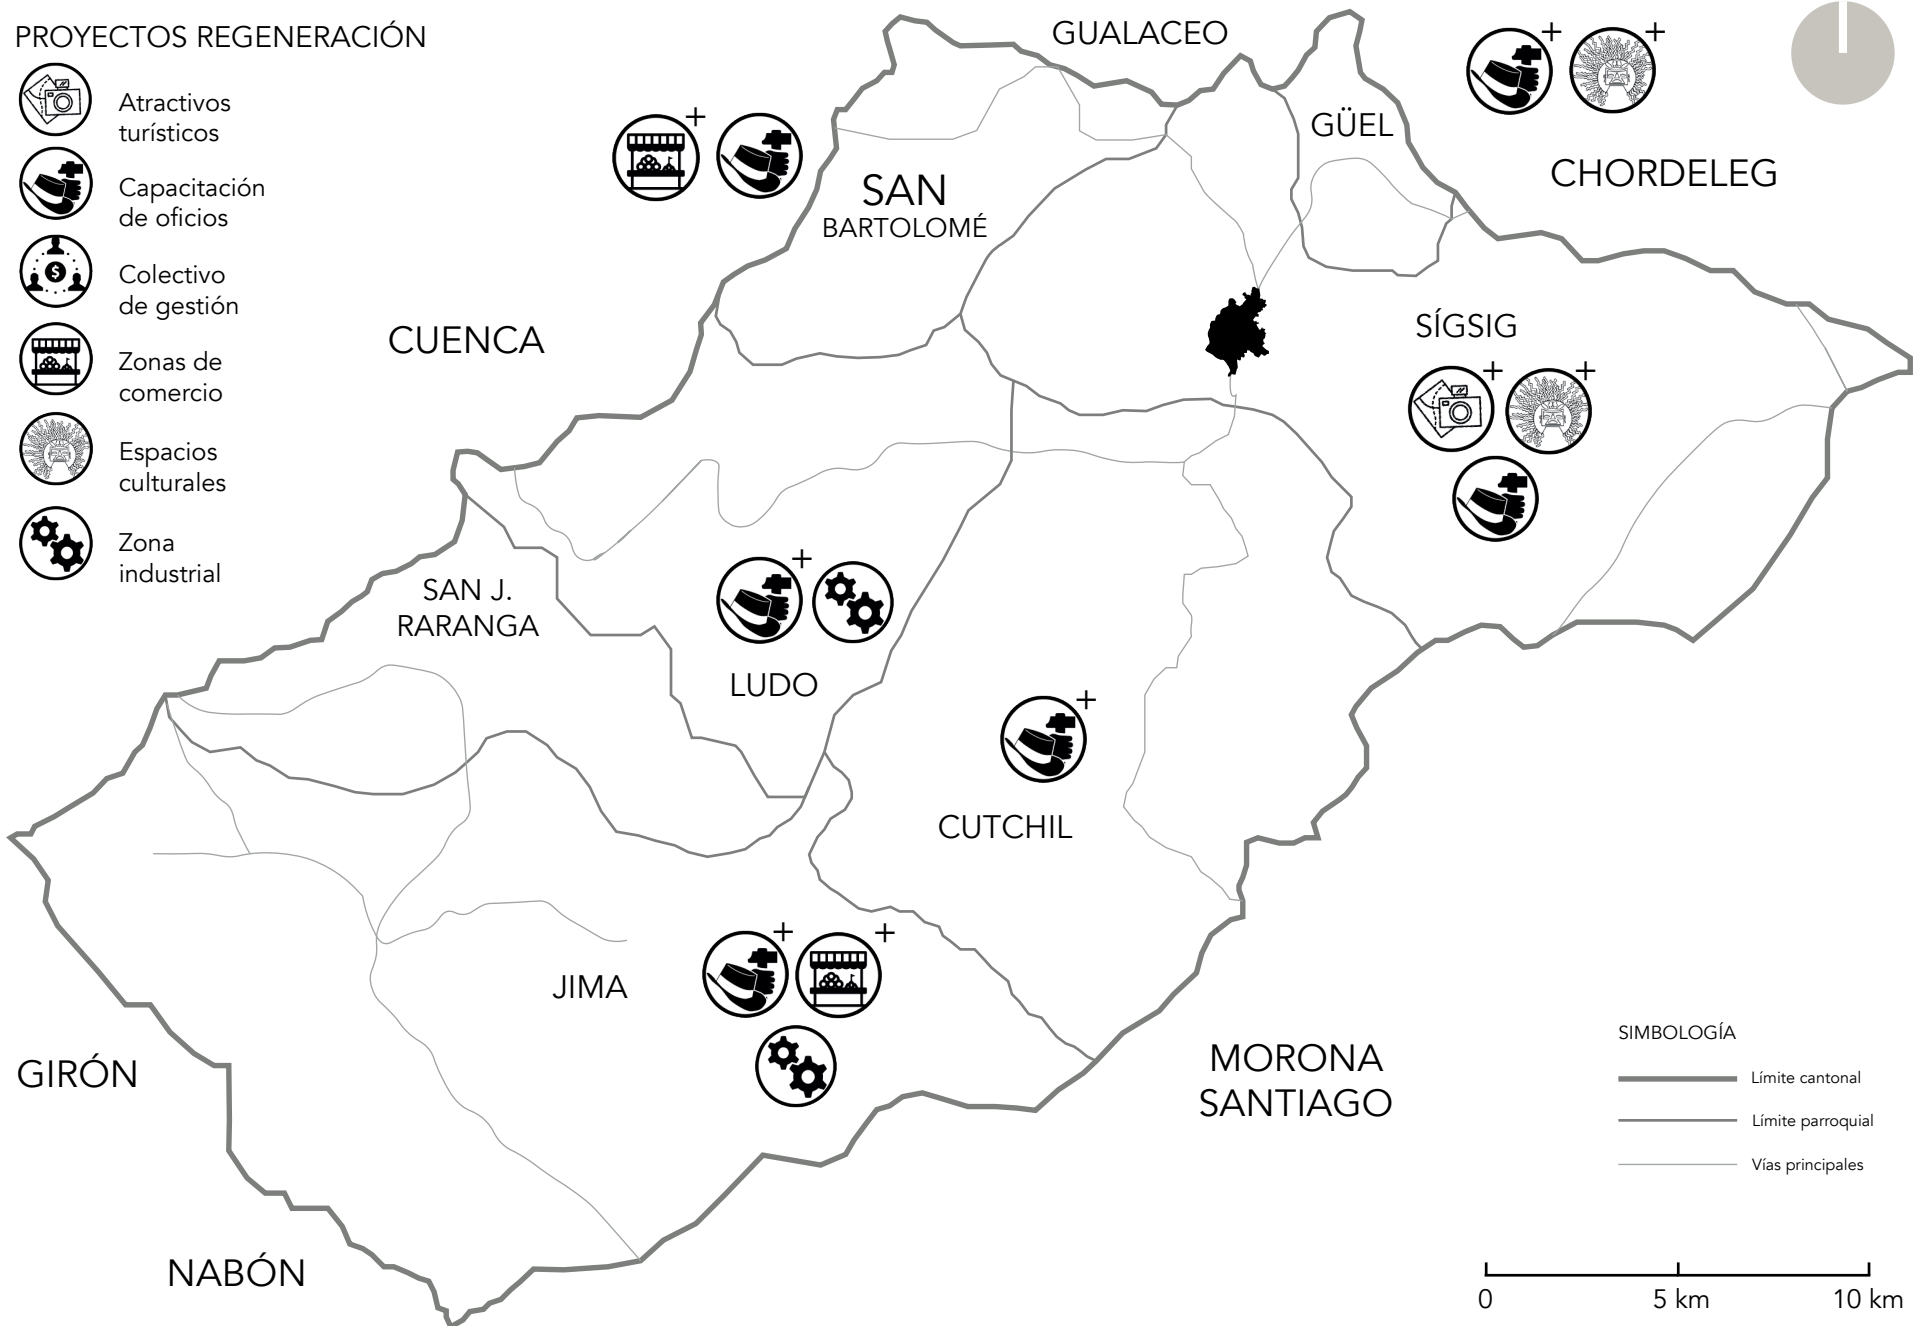 PROYECTOS REGENERACIÓN
Atractivos
turísticos
Capacitación
de oficios
Colectivo
de gestión
Zonas de
comercio
Espacios
culturales
Zona
industrial
GUALACEO
GÜEL
CHORDELEG
SAN
BARTOLOMÉ
CUENCA
SÍGSIG
SAN J.
RARANGA
LUDO
CUTCHIL
JIMA
GIRÓN
MORONA
SANTIAGO
NABÓN
SIMBOLOGÍA
Límite cantonal
Límite parroquial
Vías principales
0 5 km 10 km
+ +
+
+ +
+
+
+ +